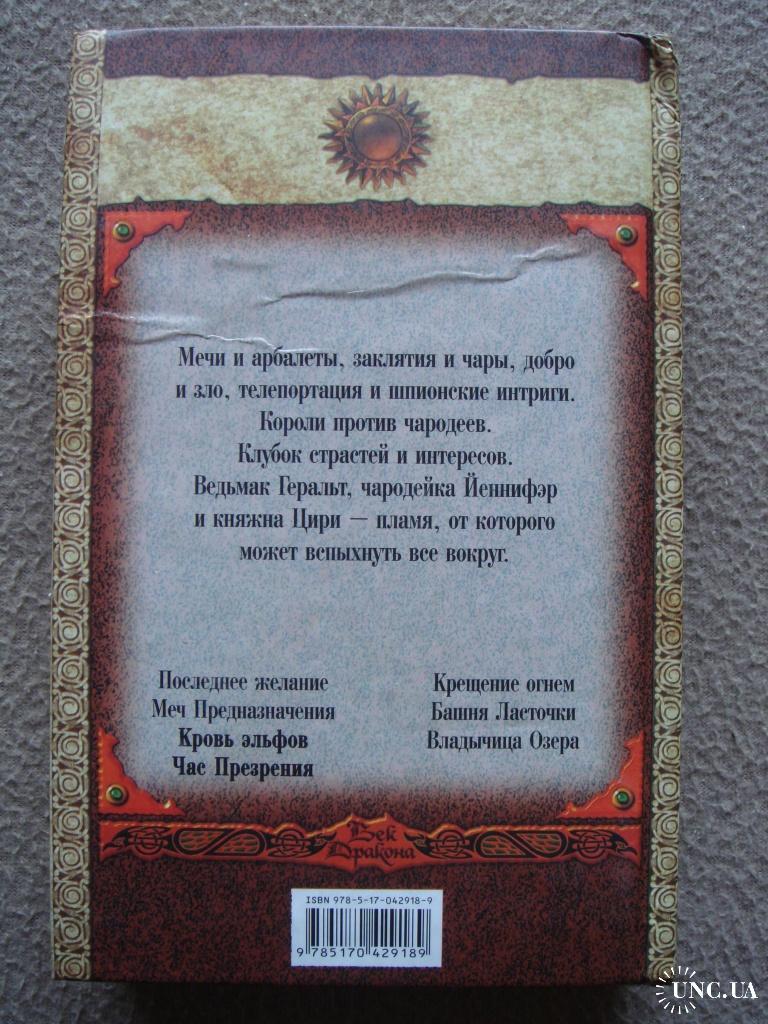 Мечи и арбалеты, заклятия и чары, добро
и зло, телепортация и шпионские интриги.
Короли против чародеев.
Клубок страстей и интересов.
Ведьмак Геральт, чародейка Йеннифэр
и княжна Цири — пламя, от которого
может вспыхнуть все вокруг.
Последнее желание
Меч Предназначения
Кровь эльфов
Час Презрения
Крещение огнем
Башня Ласточки
Владычица Озера
Век
Дракона
ISBN 978-5-17-042918-9
9 785170 429189
UNC.UA